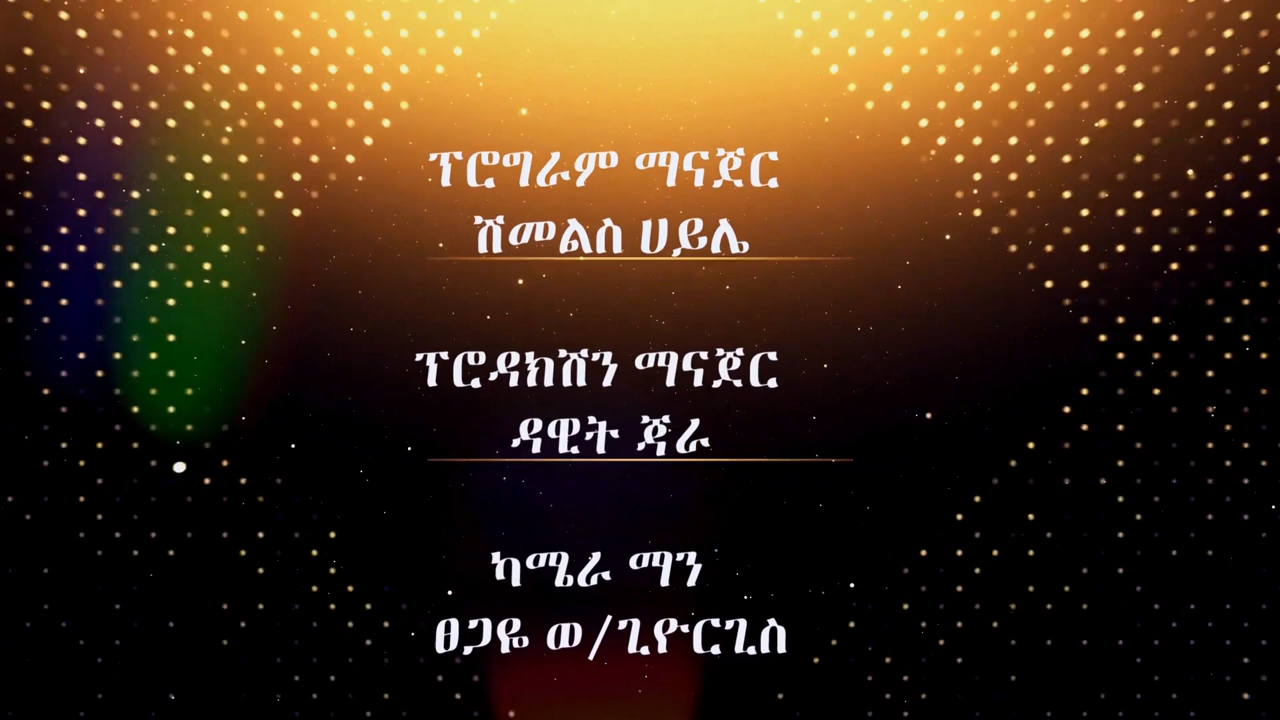 ፕሮግራም ማናጀር
ሽመልስ ሀይሌ
ፕሮዳክሽን ማናጀር
ዳዊት ጃራ
ካሜራ ማን
ፀጋዬ ወ/ጊዮርጊስ